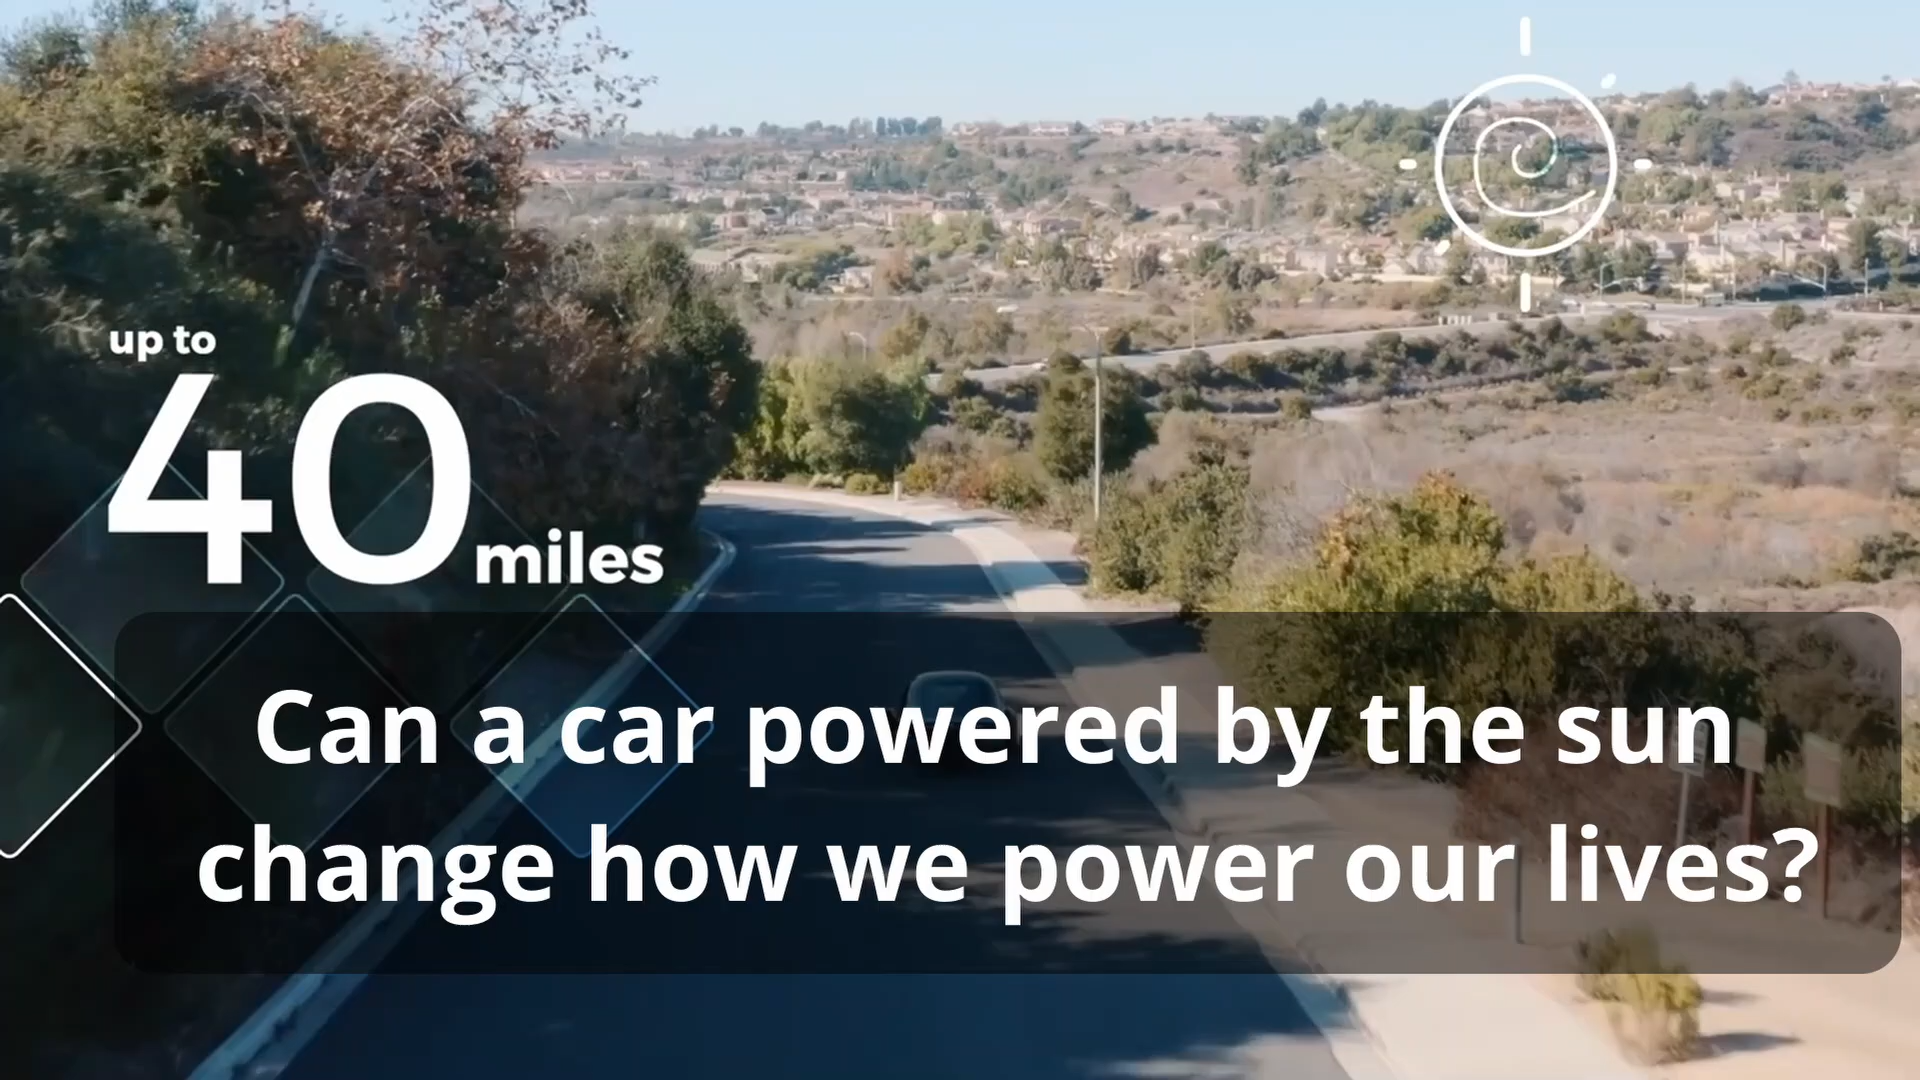 up to
40 miles
Can a car powered by the sun
change how we power our lives?